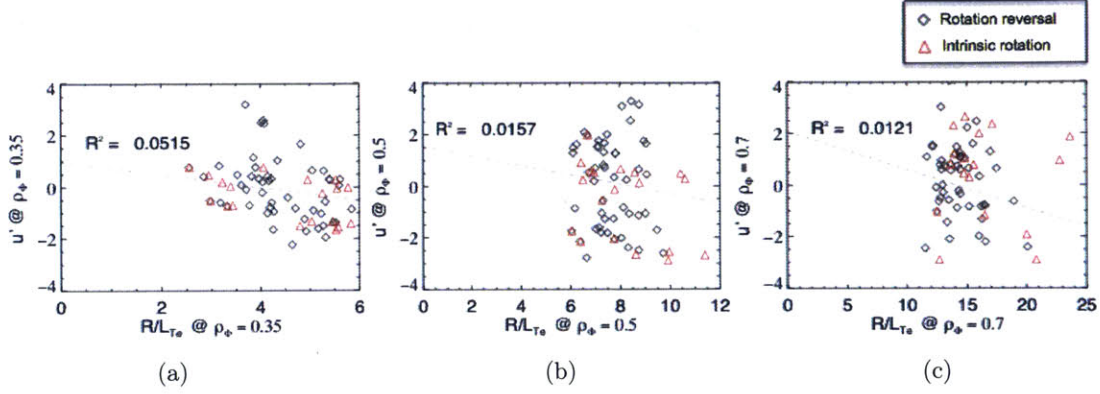 Rotation reversal
Intrinsic rotation
4
2
0
−2
−4
u' @ ρΦ = 0.35
R² = 0.0515
0
2
4
6
R/LTe @ ρΦ = 0.35
(a)
4
2
0
−2
−4
u' @ ρΦ = 0.5
R² = 0.0157
0
2
4
6
8
10
12
R/LTe @ ρΦ = 0.5
(b)
4
2
0
−2
−4
u' @ ρΦ = 0.7
R² = 0.0121
0
5
10
15
20
25
R/LTe @ ρΦ = 0.7
(c)